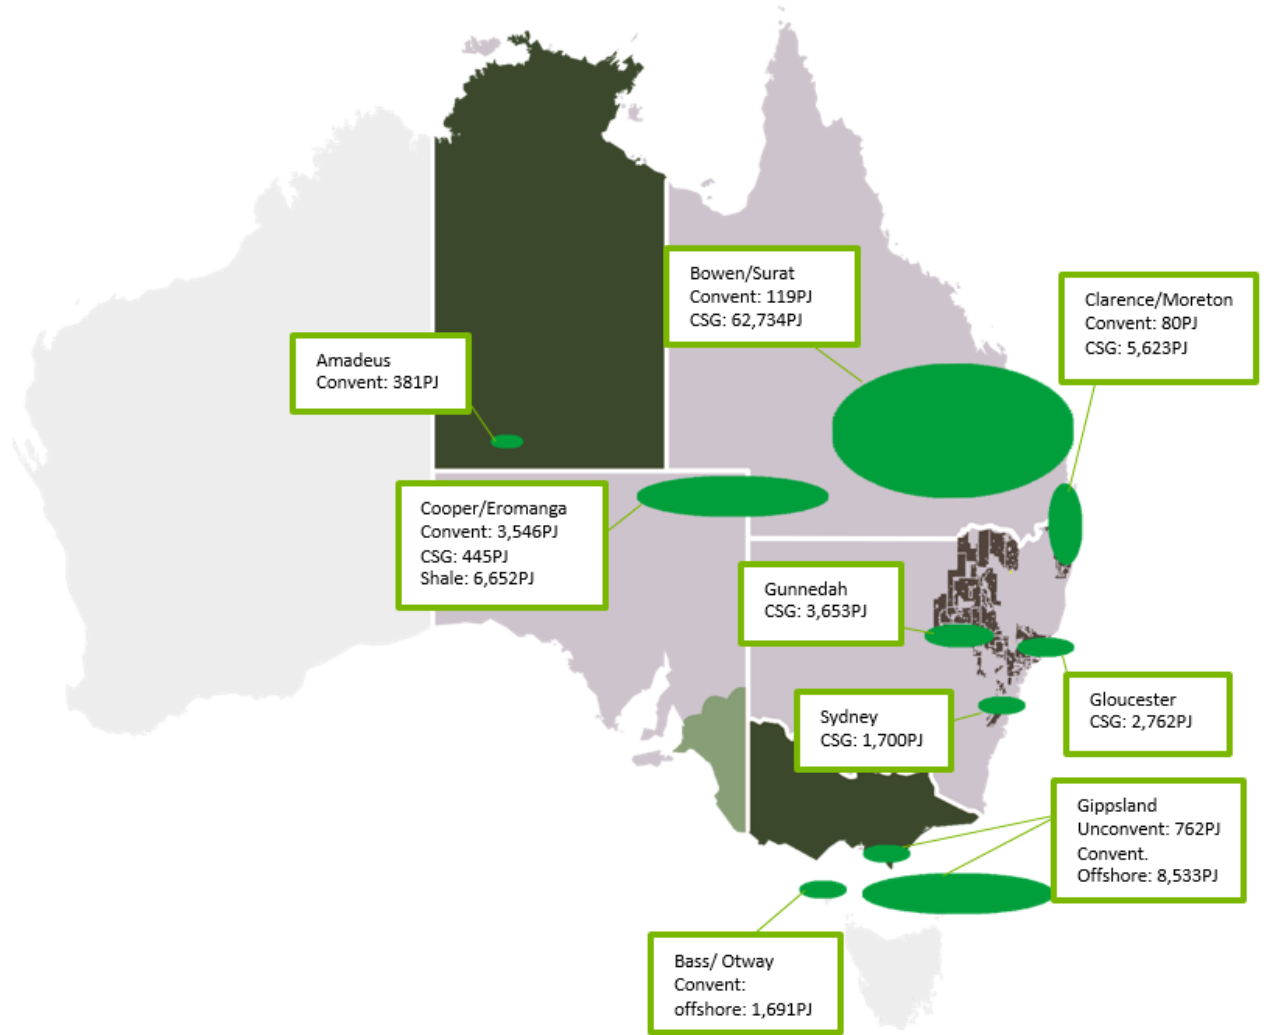 Bowen/Surat
Convent: 119PJ
CSG: 62,734PJ
Clarence/Moreton
Convent: 80PJ
CSG: 5,623PJ
Amadeus
Convent: 381PJ
Cooper/Eromanga
Convent: 3,546PJ
CSG: 445PJ
Shale: 6,652PJ
Gunnedah
CSG: 3,653PJ
Gloucester
CSG: 2,762PJ
Sydney
CSG: 1,700PJ
Gippsland
Unconvent: 762PJ
Convent.
Offshore: 8,533PJ
Bass/ Otway
Convent:
offshore: 1,691PJ